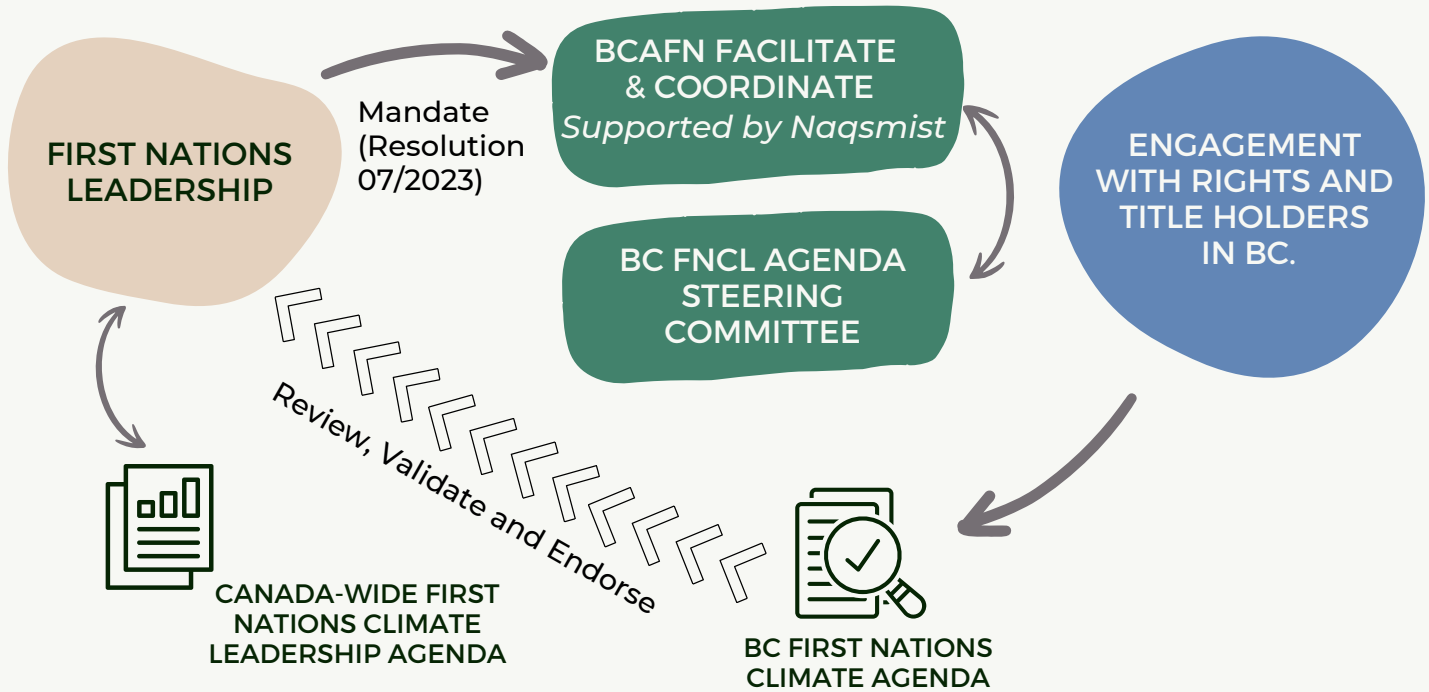 FIRST NATIONS
LEADERSHIP
Mandate
(Resolution
07/2023)
BCAFN FACILITATE
& COORDINATE
Supported by Naqsmist
BC FNCL AGENDA
STEERING
COMMITTEE
ENGAGEMENT
WITH RIGHTS AND
TITLE HOLDERS
IN BC.
Review, Validate and Endorse
CANADA-WIDE FIRST
NATIONS CLIMATE
LEADERSHIP AGENDA
BC FIRST NATIONS
CLIMATE AGENDA